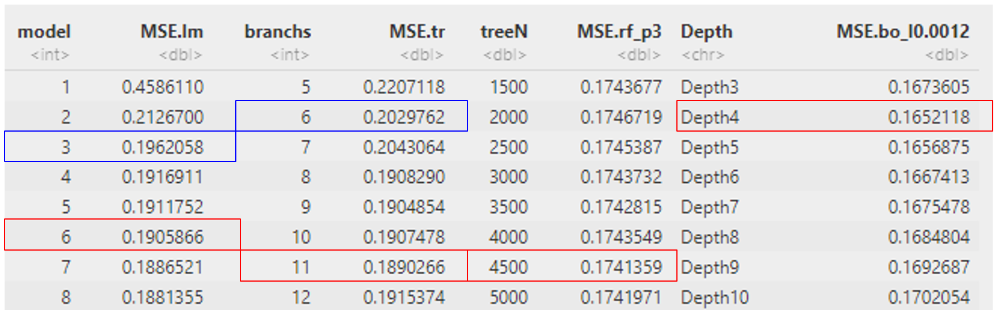 model MSE.lm branchs MSE.tr treeN MSE.rf_p3 Depth MSE.bo_l0.0012
<int> <dbl> <int> <dbl> <dbl> <dbl> <chr> <dbl>
1 0.4586110 5 0.2207118 1500 0.1743677 Depth3 0.1673605
2 0.2126700 6 0.2029762 2000 0.1746719 Depth4 0.1652118
3 0.1962058 7 0.2043064 2500 0.1745387 Depth5 0.1656875
4 0.1916911 8 0.1908290 3000 0.1743732 Depth6 0.1667413
5 0.1911752 9 0.1904854 3500 0.1742815 Depth7 0.1675478
6 0.1905866 10 0.1907478 4000 0.1743549 Depth8 0.1684804
7 0.1886521 11 0.1890266 4500 0.1741359 Depth9 0.1692687
8 0.1881355 12 0.1915374 5000 0.1741971 Depth10 0.1702054